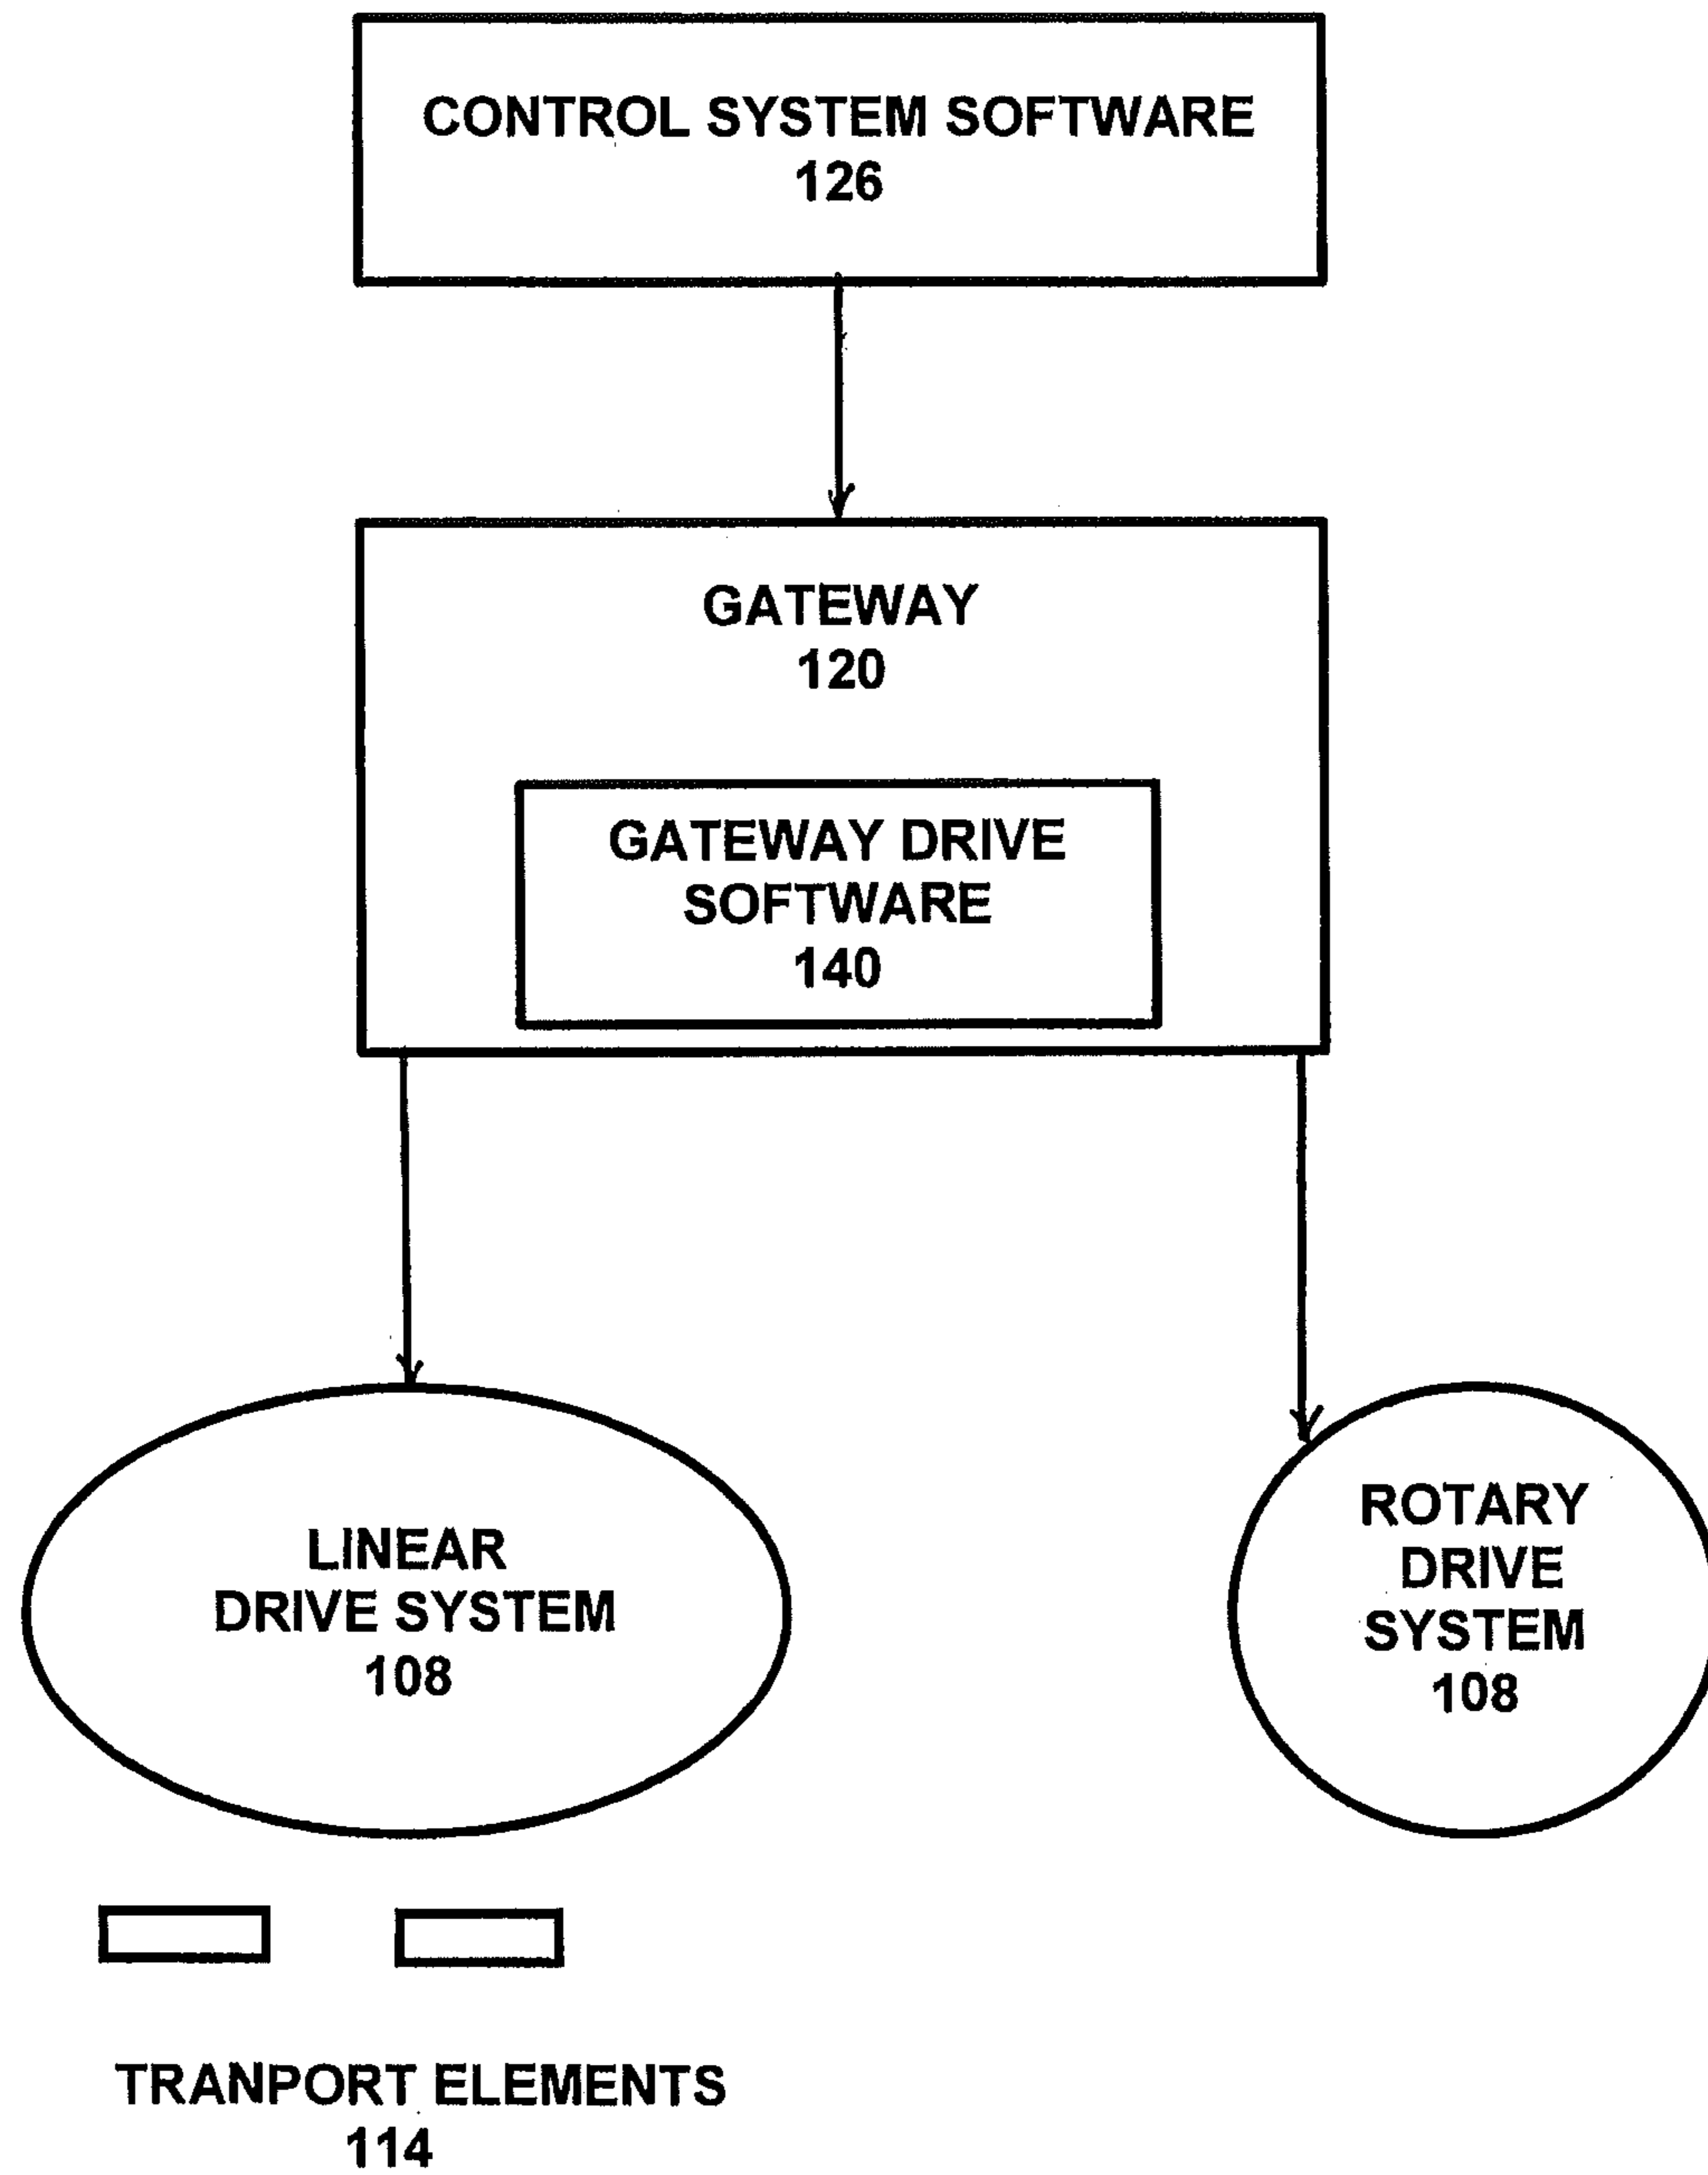 CONTROL SYSTEM SOFTWARE
126
GATEWAY
120
GATEWAY DRIVE
SOFTWARE
140
LINEAR
DRIVE SYSTEM
108
ROTARY
DRIVE
SYSTEM
108
TRANPORT ELEMENTS
114